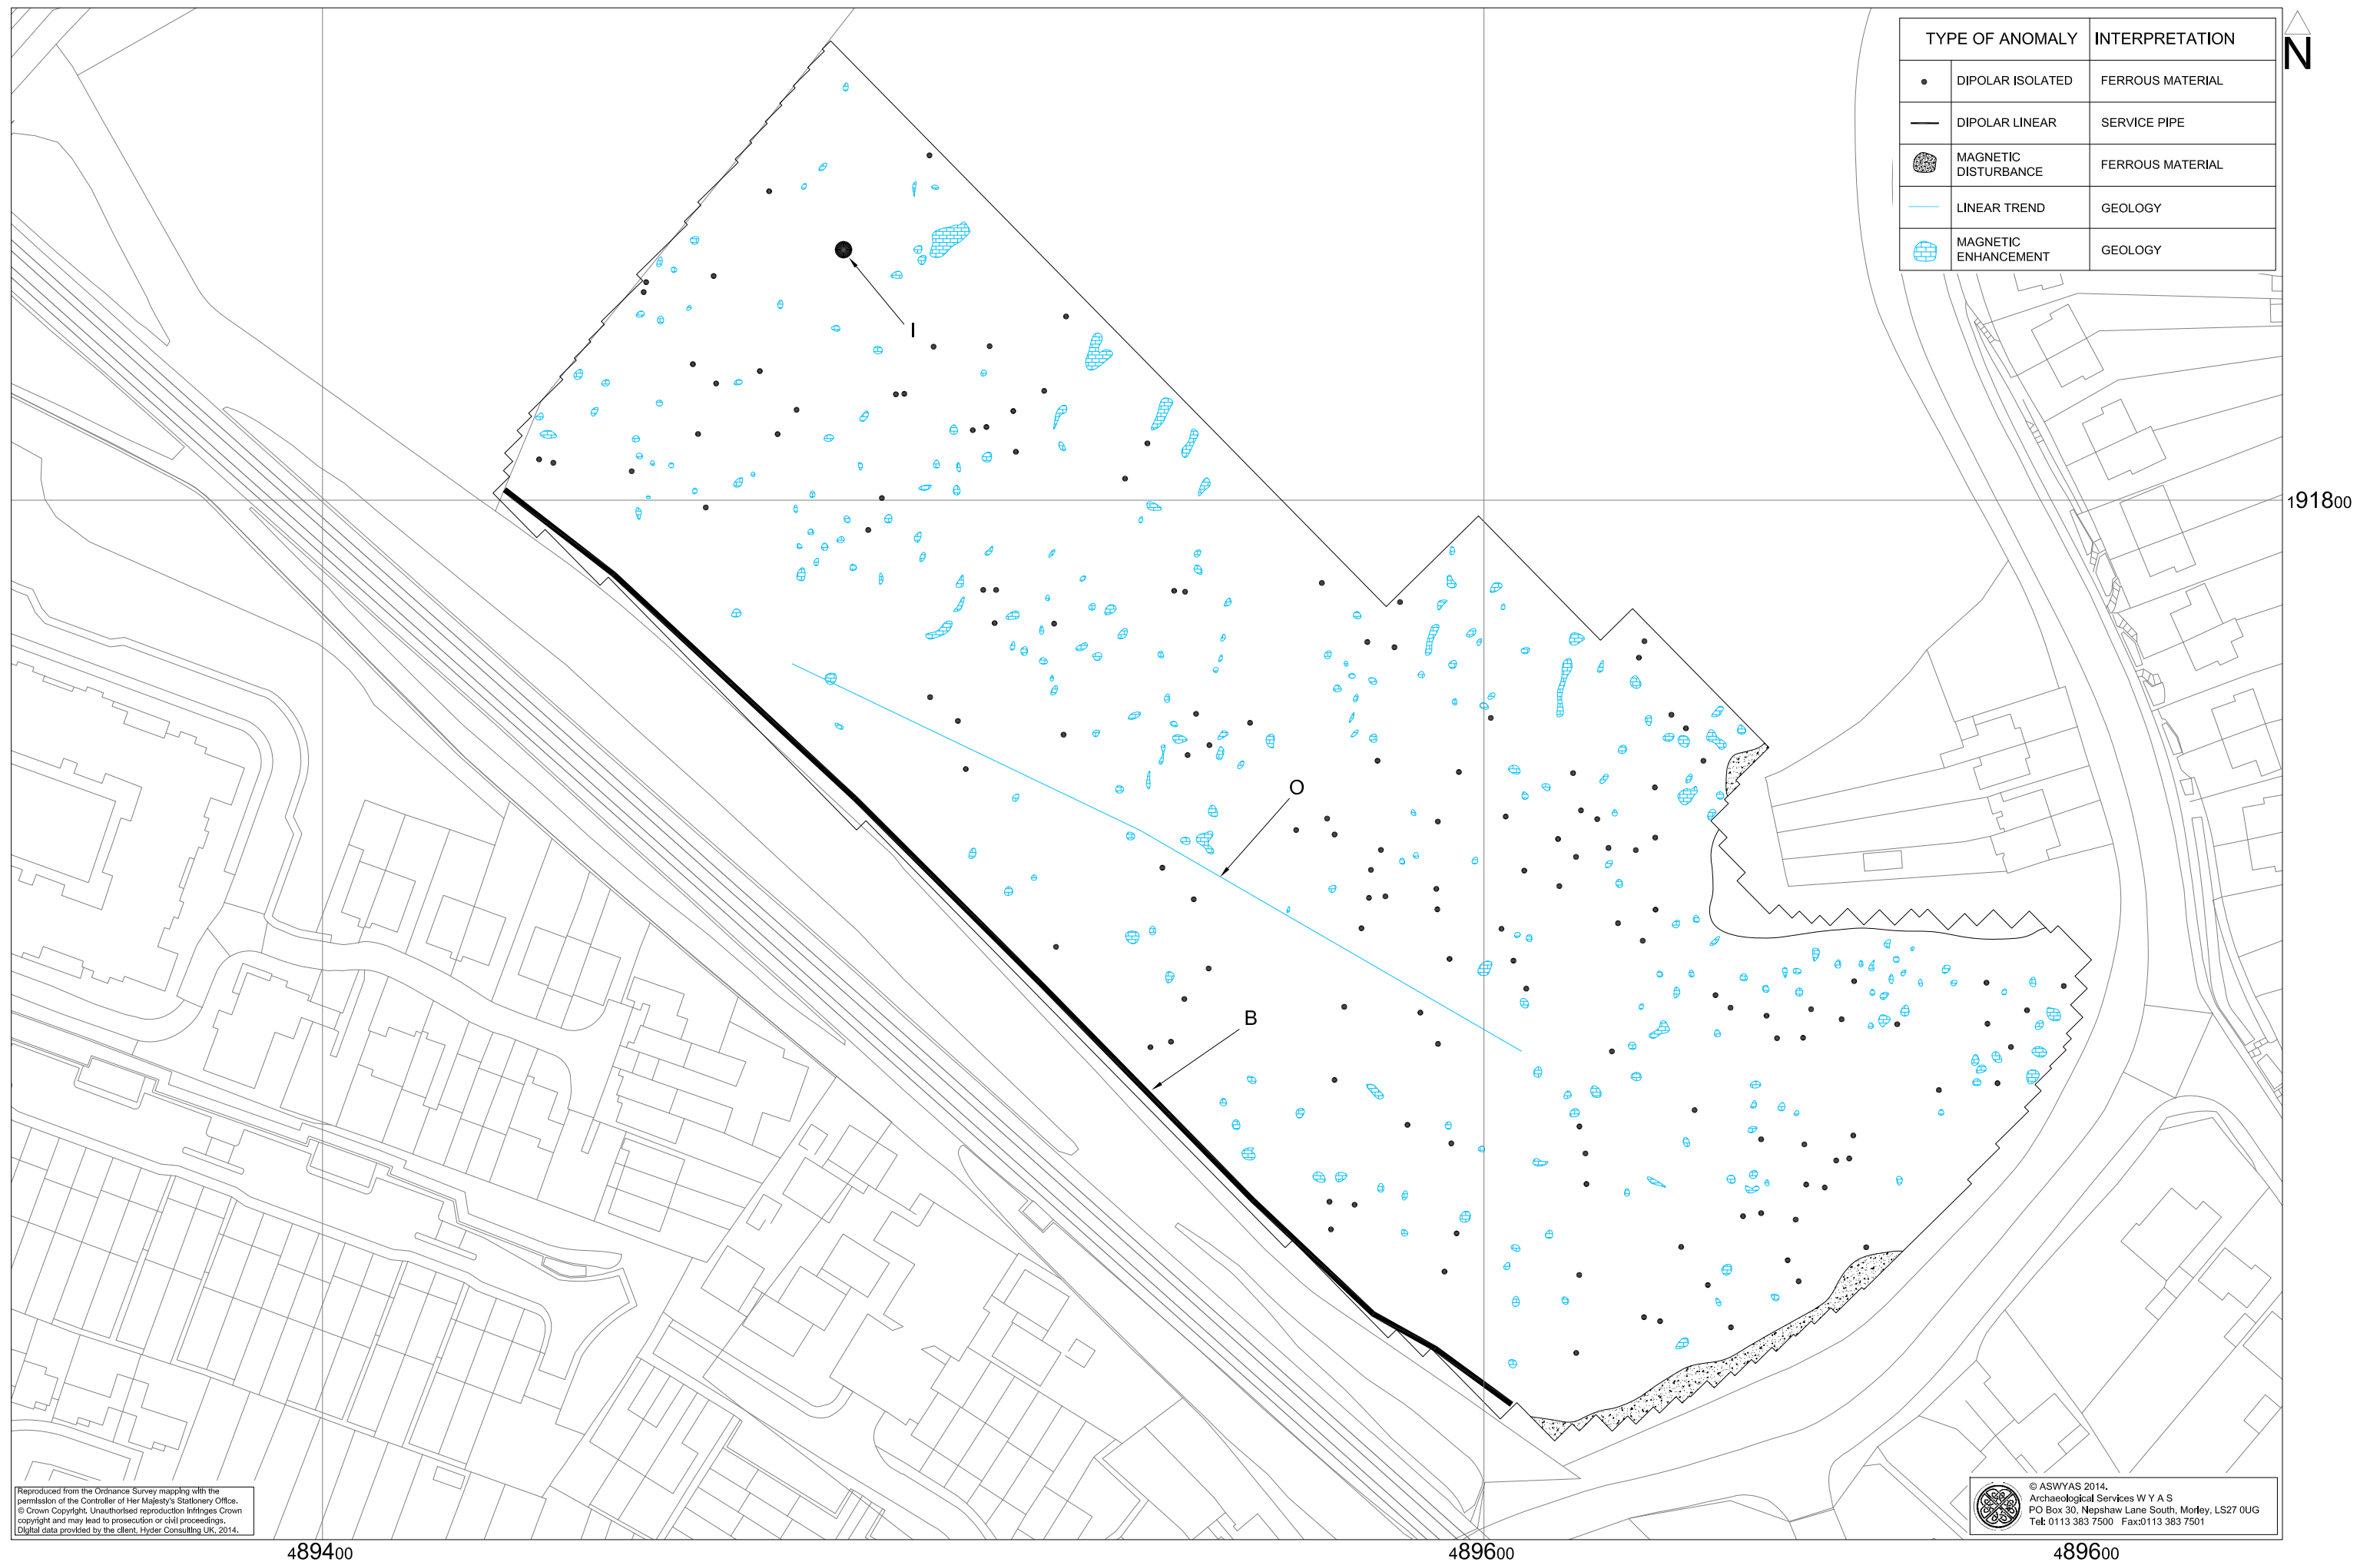 TYPE OF ANOMALY INTERPRETATION
DIPOLAR ISOLATED FERROUS MATERIAL
DIPOLAR LINEAR SERVICE PIPE
MAGNETIC DISTURBANCE FERROUS MATERIAL
LINEAR TREND GEOLOGY
MAGNETIC ENHANCEMENT GEOLOGY
N
I
191800
O
B
Reproduced from the Ordnance Survey mapping with the
permission of the Controller of Her Majesty's Stationery Office.
© Crown Copyright. Unauthorised reproduction infringes Crown
copyright and may lead to prosecution or civil proceedings.
Digital data provided by the client, Hyder Consulting UK, 2014.
© ASWYAS 2014.
Archaeological Services W Y A S
PO Box 30, Nepshaw Lane South, Morley, LS27 0UG
Tel: 0113 383 7500 Fax:0113 383 7501
489400
489600
489600